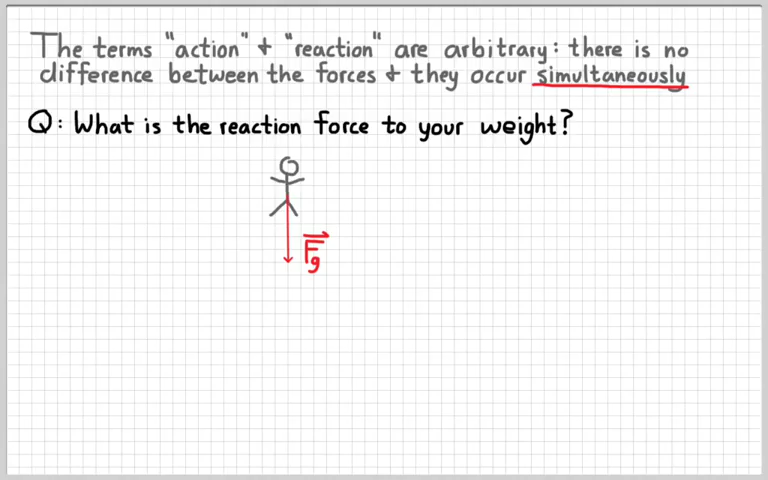 The terms "action" + "reaction" are arbitrary: there is no
difference between the forces + they occur simultaneously
Q: What is the reaction force to your weight?
Fg